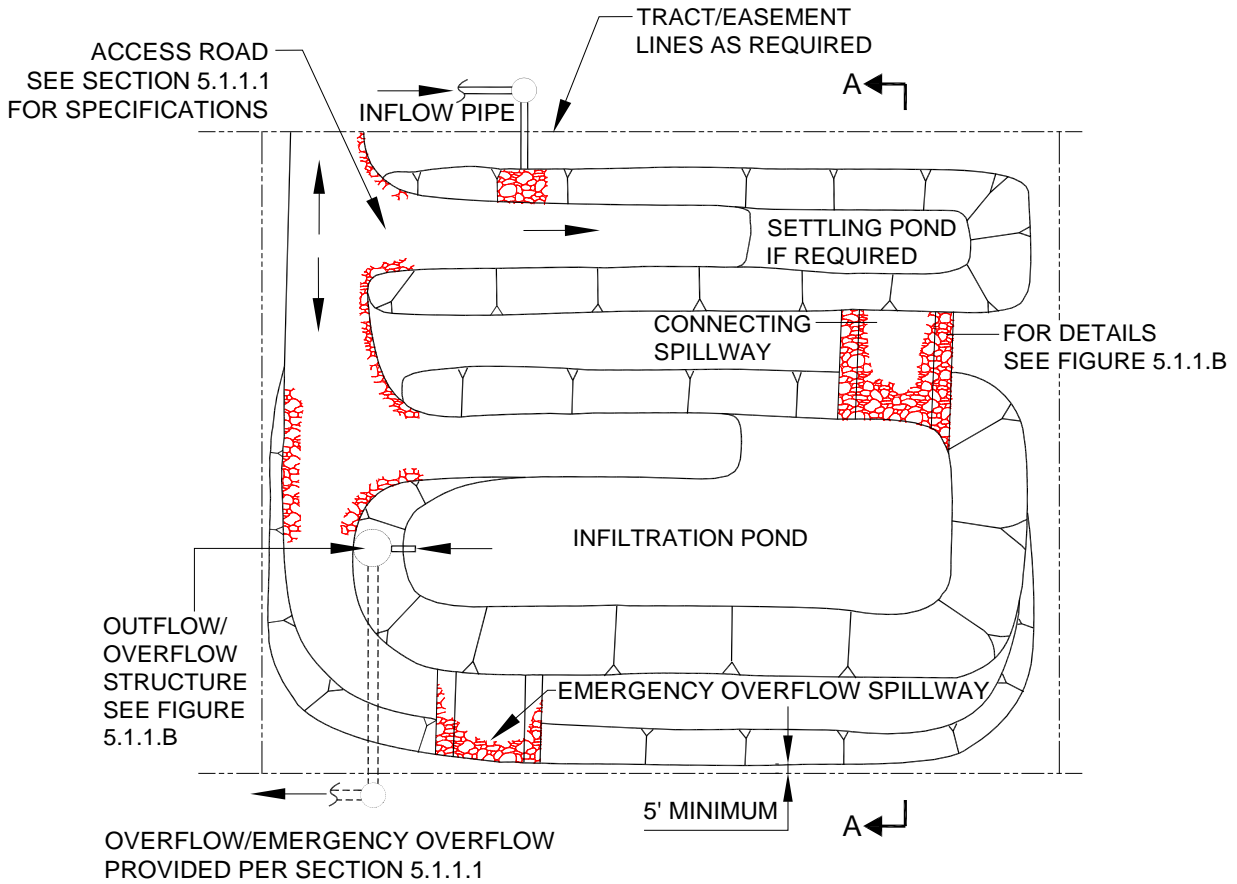 TRACT/EASEMENT
LINES AS REQUIRED
ACCESS ROAD
SEE SECTION 5.1.1.1
FOR SPECIFICATIONS
INFLOW PIPE
A
SETTLING POND
IF REQUIRED
CONNECTING
SPILLWAY
FOR DETAILS
SEE FIGURE 5.1.1.B
INFILTRATION POND
OUTFLOW/
OVERFLOW
STRUCTURE
SEE FIGURE
5.1.1.B
EMERGENCY OVERFLOW SPILLWAY
5' MINIMUM
A
OVERFLOW/EMERGENCY OVERFLOW
PROVIDED PER SECTION 5.1.1.1